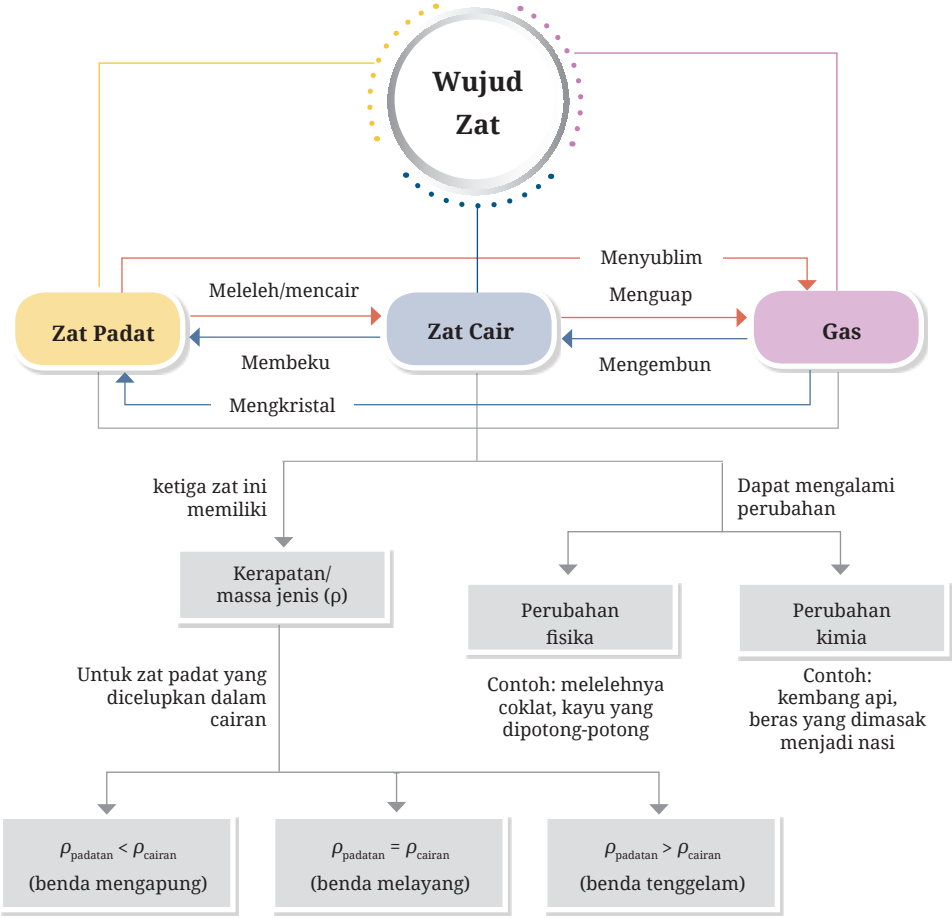 Wujud
Zat
Menyublim
Meleleh/mencair
Menguap
Zat Padat
Zat Cair
Gas
Membeku
Mengembun
Mengkristal
ketiga zat ini
memiliki
Dapat mengalami
perubahan
Kerapatan/
massa jenis (ρ)
Perubahan
fisika
Perubahan
kimia
Untuk zat padat yang
dicelupkan dalam
cairan
Contoh: melelehnya
coklat, kayu yang
dipotong-potong
Contoh:
kembang api,
beras yang dimasak
menjadi nasi
ρpadatan < ρcairan
(benda mengapung)
ρpadatan = ρcairan
(benda melayang)
ρpadatan > ρcairan
(benda tenggelam)